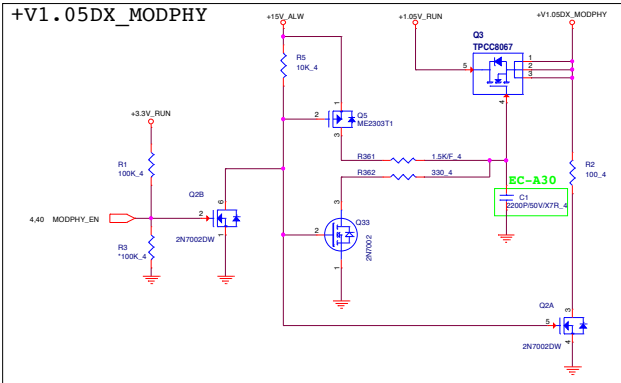 +V1.05DX_MODPHY
+15V_ALW
+1.05V_RUN
+V1.05DX_MODPHY
Q3
TPCC8067
5
1
2
3
4
R5
10K_4
1
2
Q5
ME2303T1
3
+3.3V_RUN
R1
100K_4
R361
1.5K/F_4
R362
330_4
R2
100_4
EC-A30
C1
2200P/50V/X7R_4
Q2B
6
2
1
2N7002DW
4,40
MODPHY_EN
R3
*100K_4
3
Q33
2
2N7002
1
Q2A
3
5
4
2N7002DW